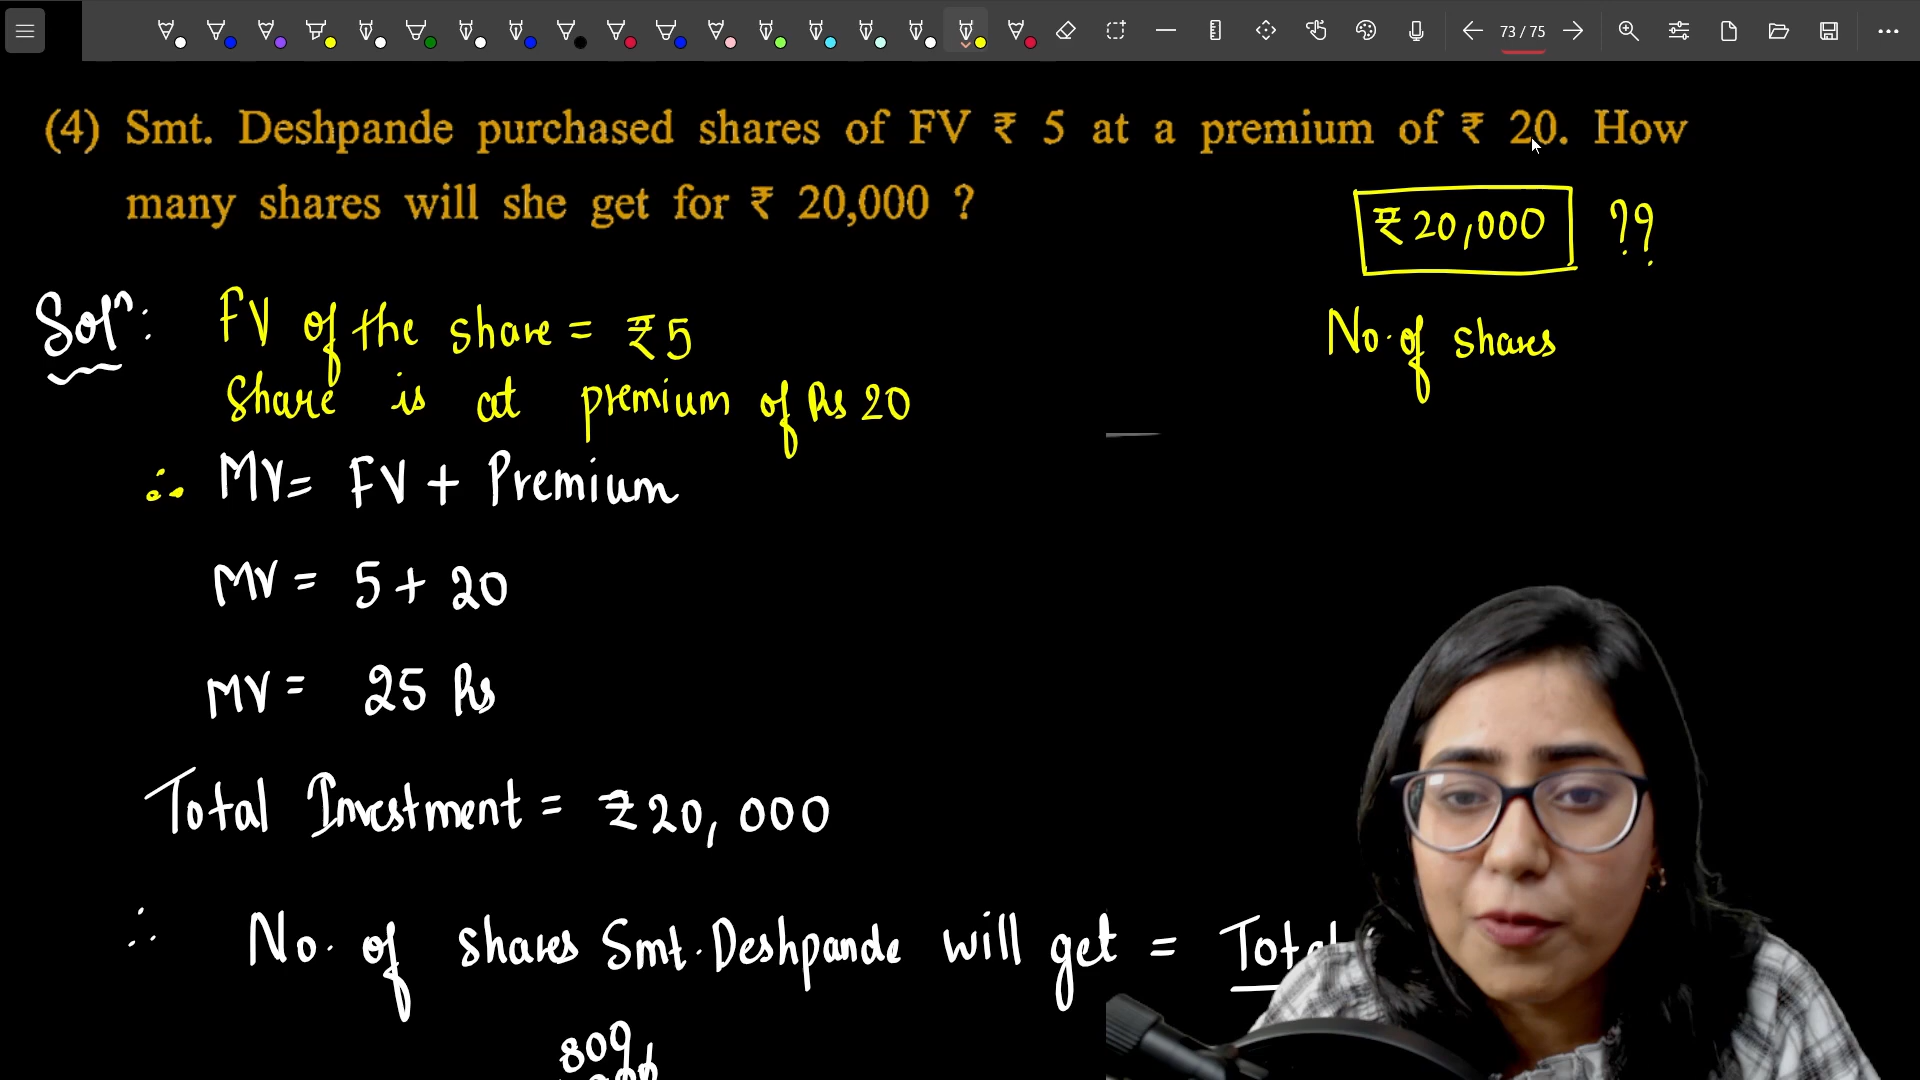 73 / 75
(4) Smt. Deshpande purchased shares of FV ₹ 5 at a premium of ₹ 20. How
many shares will she get for ₹ 20,000 ?
₹ 20,000 ??
No. of shares
Solⁿ: FV of the share = ₹ 5
Share is at premium of Rs 20
∴ MV = FV + Premium
MV = 5 + 20
MV = 25 Rs
Total Investment = ₹ 20,000
∴ No. of shares Smt. Deshpande will get =